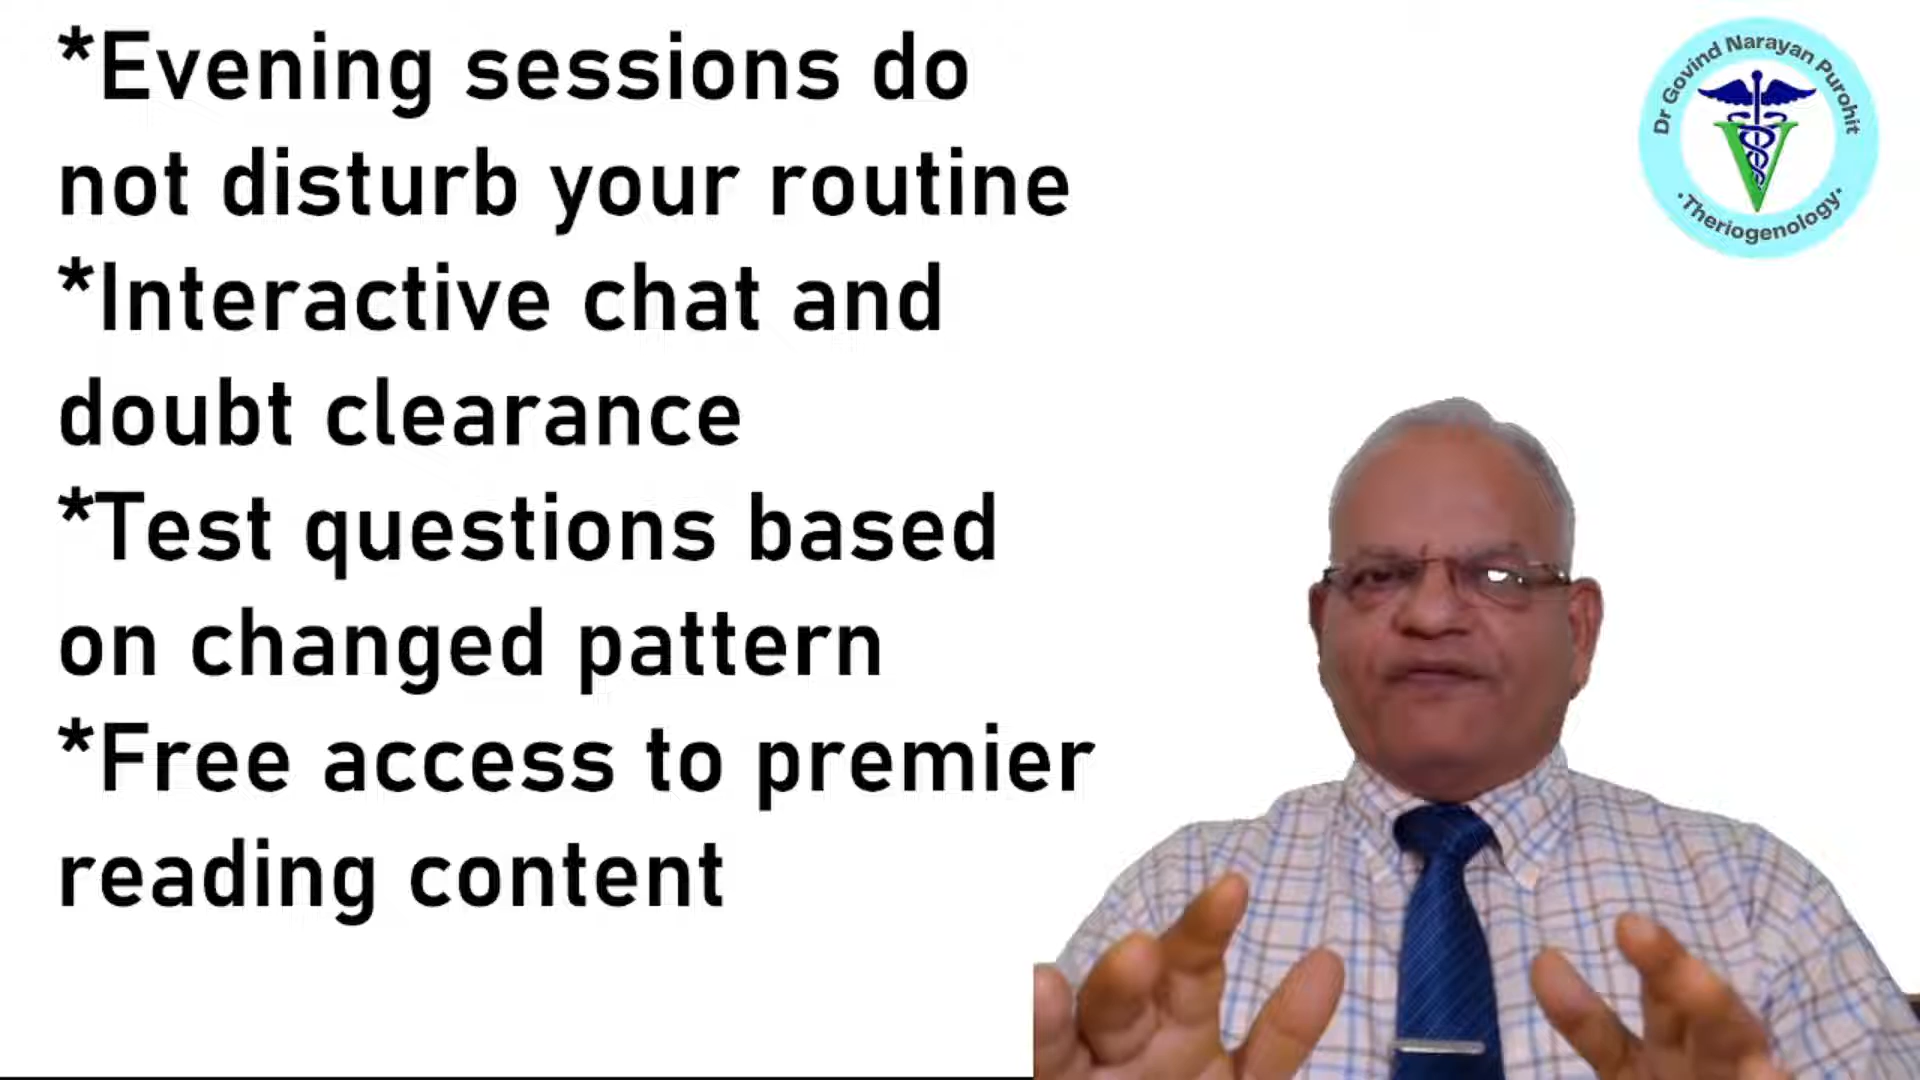 *Evening sessions do
not disturb your routine
*Interactive chat and
doubt clearance
*Test questions based
on changed pattern
*Free access to premier
reading content
Dr Govind Narayan Purohit
V
·Theriogenology·